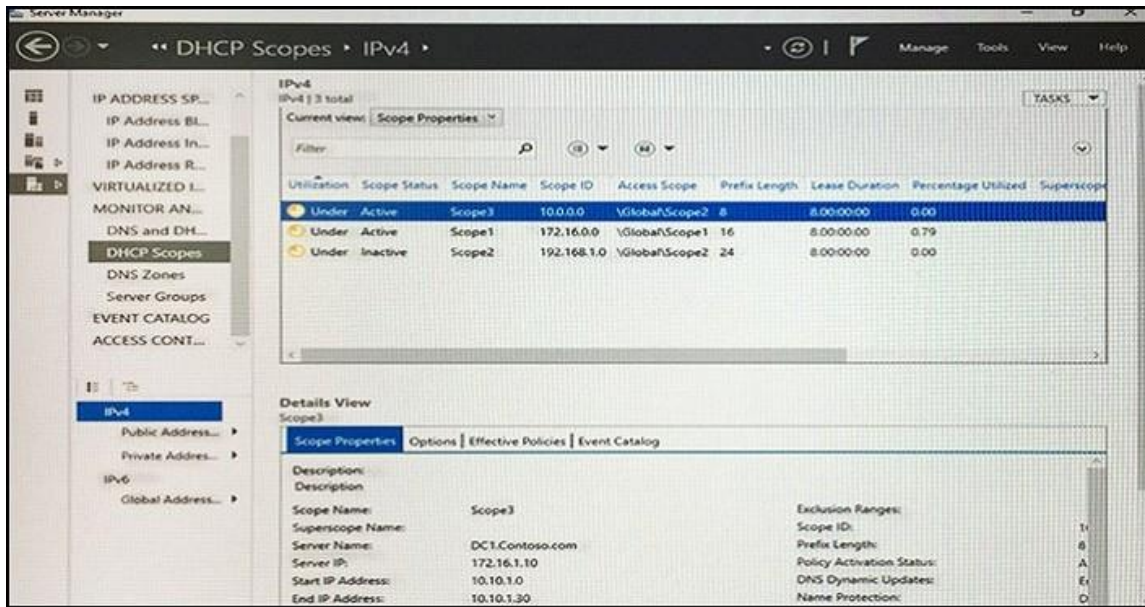 Server Manager
DHCP Scopes IPv4
Manage Tools View Help
IP ADDRESS SP...
IP Address Bl...
IP Address In...
IP Address R...
VIRTUALIZED I...
MONITOR AN...
DNS and DH...
DHCP Scopes
DNS Zones
Server Groups
EVENT CATALOG
ACCESS CONT...
IPv4
Public Address...
Private Addres...
IPv6
Global Address...
IPv4
IPv4 | 3 total
TASKS
Current view: Scope Properties
Filter
Utilization Scope Status Scope Name Scope ID Access Scope Prefix Length Lease Duration Percentage Utilized Superscope
Under Active Scope3 10.0.0.0 \Global\Scope2 8 8.00:00:00 0.00
Under Active Scope1 172.16.0.0 \Global\Scope1 16 8.00:00:00 0.79
Under Inactive Scope2 192.168.1.0 \Global\Scope2 24 8.00:00:00 0.00
Details View
Scope3
Scope Properties Options | Effective Policies | Event Catalog
Description:
Description
Scope Name: Scope3 Exclusion Ranges:
Superscope Name: Scope ID:
Server Name: DC1.Contoso.com Prefix Length:
Server IP: 172.16.1.10 Policy Activation Status:
Start IP Address: 10.10.1.0 DNS Dynamic Updates:
End IP Address: 10.10.1.30 Name Protection: